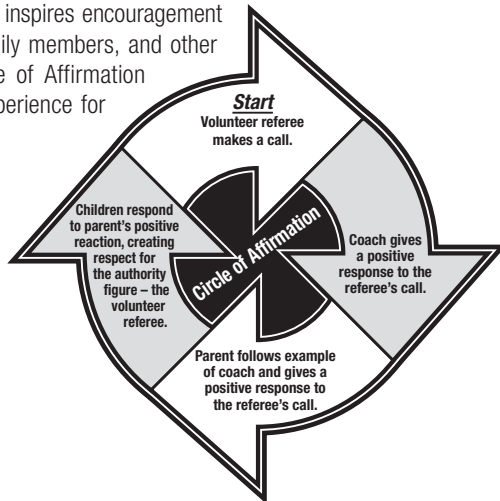 inspires encouragement
ily members, and other
e of Affirmation
perience for
Start
Volunteer referee
makes a call.
Coach gives
a positive
response to the
referee's call.
Parent follows example
of coach and gives a
positive response to
the referee's call.
Children respond
to parent's positive
reaction, creating
respect for
the authority
figure – the
volunteer
referee.
Circle of Affirmation